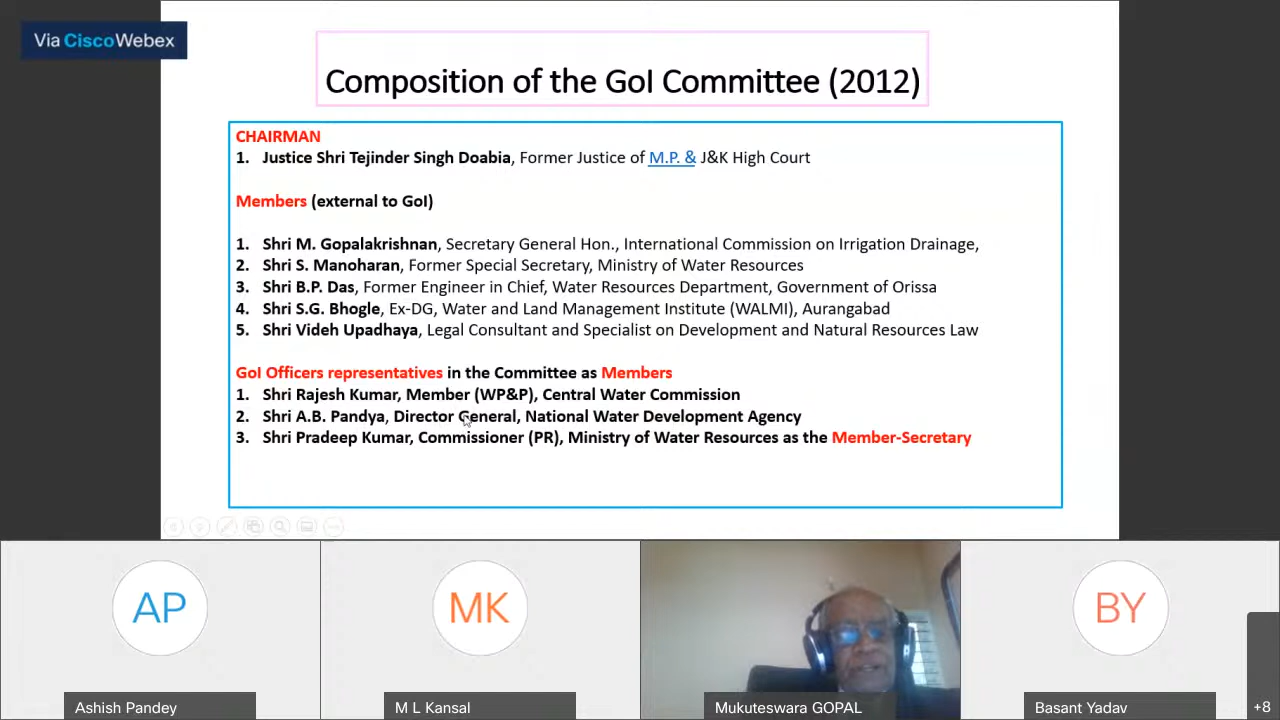 Via CiscoWebex
Composition of the GoI Committee (2012)
CHAIRMAN
1. Justice Shri Tejinder Singh Doabia, Former Justice of M.P. & J&K High Court
Members (external to GoI)
1. Shri M. Gopalakrishnan, Secretary General Hon., International Commission on Irrigation Drainage,
2. Shri S. Manoharan, Former Special Secretary, Ministry of Water Resources
3. Shri B.P. Das, Former Engineer in Chief, Water Resources Department, Government of Orissa
4. Shri S.G. Bhogle, Ex-DG, Water and Land Management Institute (WALMI), Aurangabad
5. Shri Videh Upadhaya, Legal Consultant and Specialist on Development and Natural Resources Law
GoI Officers representatives in the Committee as Members
1. Shri Rajesh Kumar, Member (WP&P), Central Water Commission
2. Shri A.B. Pandya, Director General, National Water Development Agency
3. Shri Pradeep Kumar, Commissioner (PR), Ministry of Water Resources as the Member-Secretary
AP
MK
BY
Ashish Pandey
M L Kansal
Mukuteswara GOPAL
Basant Yadav
+8